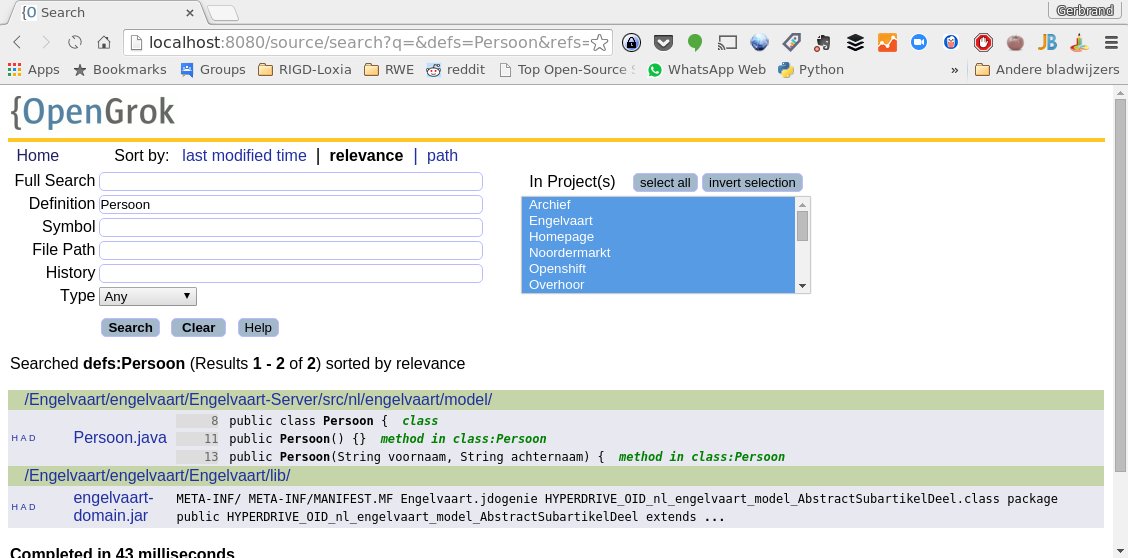 {O Search
Gerbrand
localhost:8080/source/search?q=&defs=Persoon&refs=
Apps Bookmarks Groups RIGD-Loxia RWE reddit Top Open-Source WhatsApp Web Python » Andere bladwijzers
{OpenGrok
Home Sort by: last modified time | relevance | path
Full Search
Definition Persoon
Symbol
File Path
History
Type Any
In Project(s) select all invert selection
Archief
Engelvaart
Homepage
Noordermarkt
Openshift
Overhoor
Search Clear Help
Searched defs:Persoon (Results 1 - 2 of 2) sorted by relevance
/Engelvaart/engelvaart/Engelvaart-Server/src/nl/engelvaart/model/
H A D Persoon.java
8 public class Persoon { class
11 public Persoon() {} method in class:Persoon
13 public Persoon(String voornaam, String achternaam) { method in class:Persoon
/Engelvaart/engelvaart/Engelvaart/lib/
H A D engelvaart-
domain.jar
META-INF/ META-INF/MANIFEST.MF Engelvaart.jdogenie HYPERDRIVE_OID_nl_engelvaart_model_AbstractSubartikelDeel.class package
public HYPERDRIVE_OID_nl_engelvaart_model_AbstractSubartikelDeel extends ...
Completed in 43 milliseconds